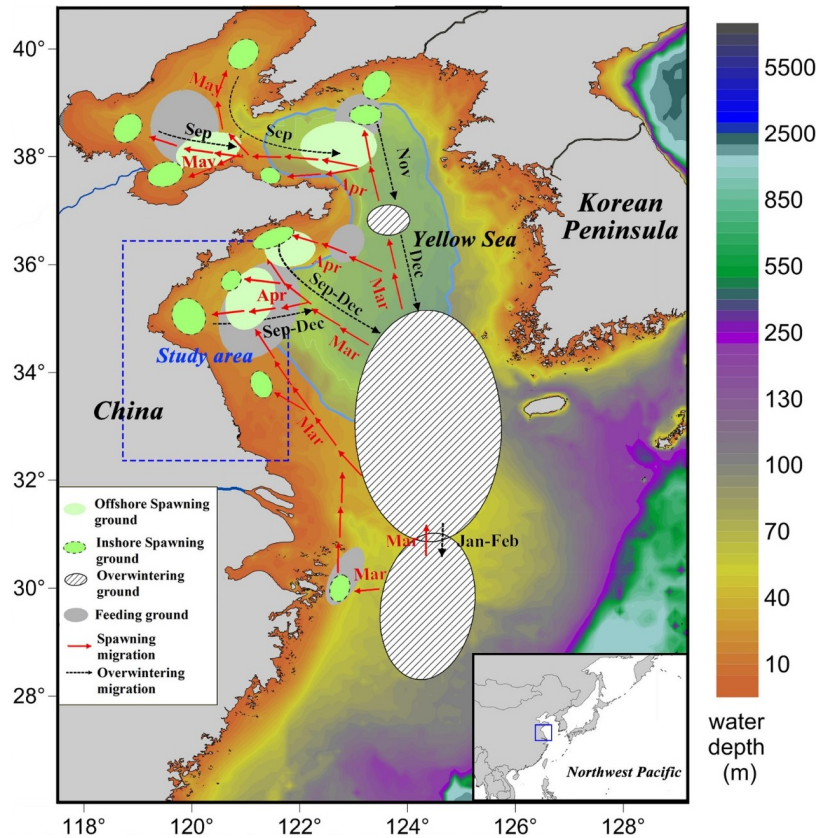 40°
38°
36°
34°
32°
30°
28°
118°
120°
122°
124°
126°
128°
May
Sep
Sep
May
Apr
Nov
Korean
Peninsula
Yellow Sea
Dec
Apr
Mar
Sep-Dec
Apr
Sep-Dec
Mar
Study area
China
Mar
Mar
Jan-Feb
Mar
Offshore Spawning
ground
Inshore Spawning
ground
Overwintering
ground
Feeding ground
Spawning
migration
Overwintering
migration
Northwest Pacific
5500
2500
850
550
250
130
100
70
40
10
water
depth
(m)